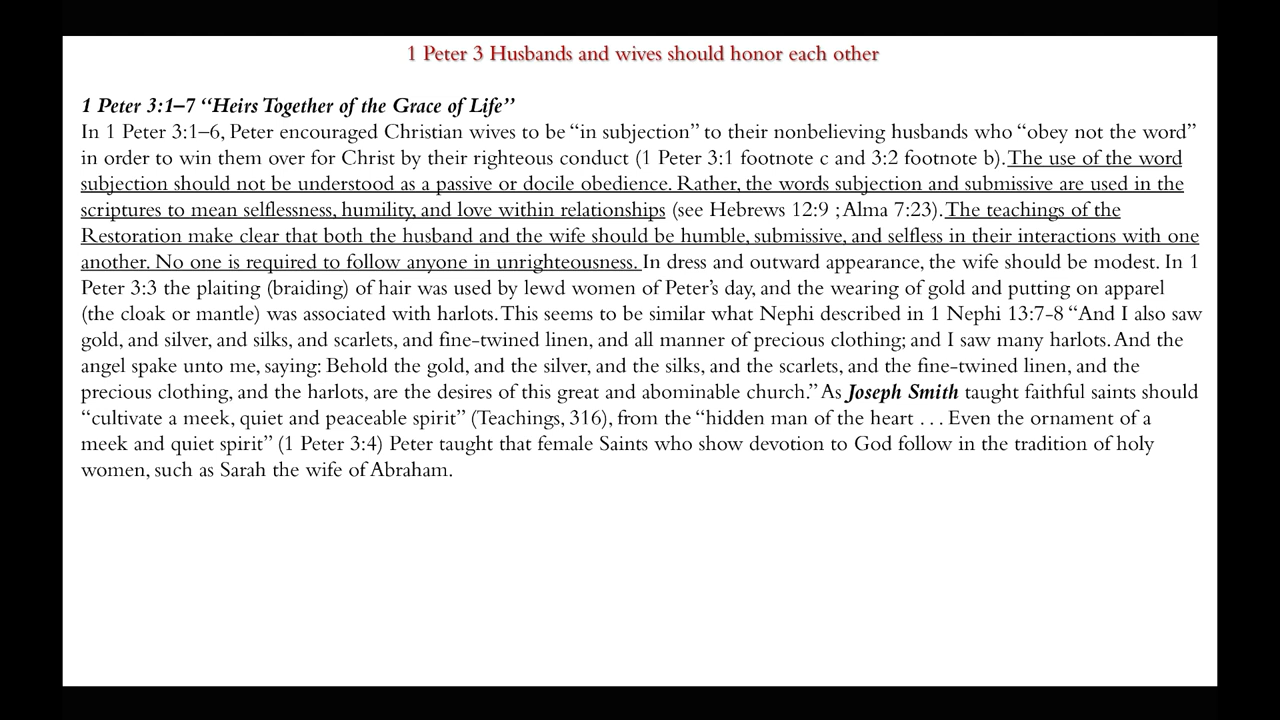 1 Peter 3 Husbands and wives should honor each other
1 Peter 3:1–7 “Heirs Together of the Grace of Life”
In 1 Peter 3:1–6, Peter encouraged Christian wives to be “in subjection” to their nonbelieving husbands who “obey not the word”
in order to win them over for Christ by their righteous conduct (1 Peter 3:1 footnote c and 3:2 footnote b). The use of the word
subjection should not be understood as a passive or docile obedience. Rather, the words subjection and submissive are used in the
scriptures to mean selflessness, humility, and love within relationships (see Hebrews 12:9 ; Alma 7:23). The teachings of the
Restoration make clear that both the husband and the wife should be humble, submissive, and selfless in their interactions with one
another. No one is required to follow anyone in unrighteousness. In dress and outward appearance, the wife should be modest. In 1
Peter 3:3 the plaiting (braiding) of hair was used by lewd women of Peter’s day, and the wearing of gold and putting on apparel
(the cloak or mantle) was associated with harlots. This seems to be similar what Nephi described in 1 Nephi 13:7-8 “And I also saw
gold, and silver, and silks, and scarlets, and fine-twined linen, and all manner of precious clothing; and I saw many harlots. And the
angel spake unto me, saying: Behold the gold, and the silver, and the silks, and the scarlets, and the fine-twined linen, and the
precious clothing, and the harlots, are the desires of this great and abominable church.” As Joseph Smith taught faithful saints should
“cultivate a meek, quiet and peaceable spirit” (Teachings, 316), from the “hidden man of the heart . . . Even the ornament of a
meek and quiet spirit” (1 Peter 3:4) Peter taught that female Saints who show devotion to God follow in the tradition of holy
women, such as Sarah the wife of Abraham.